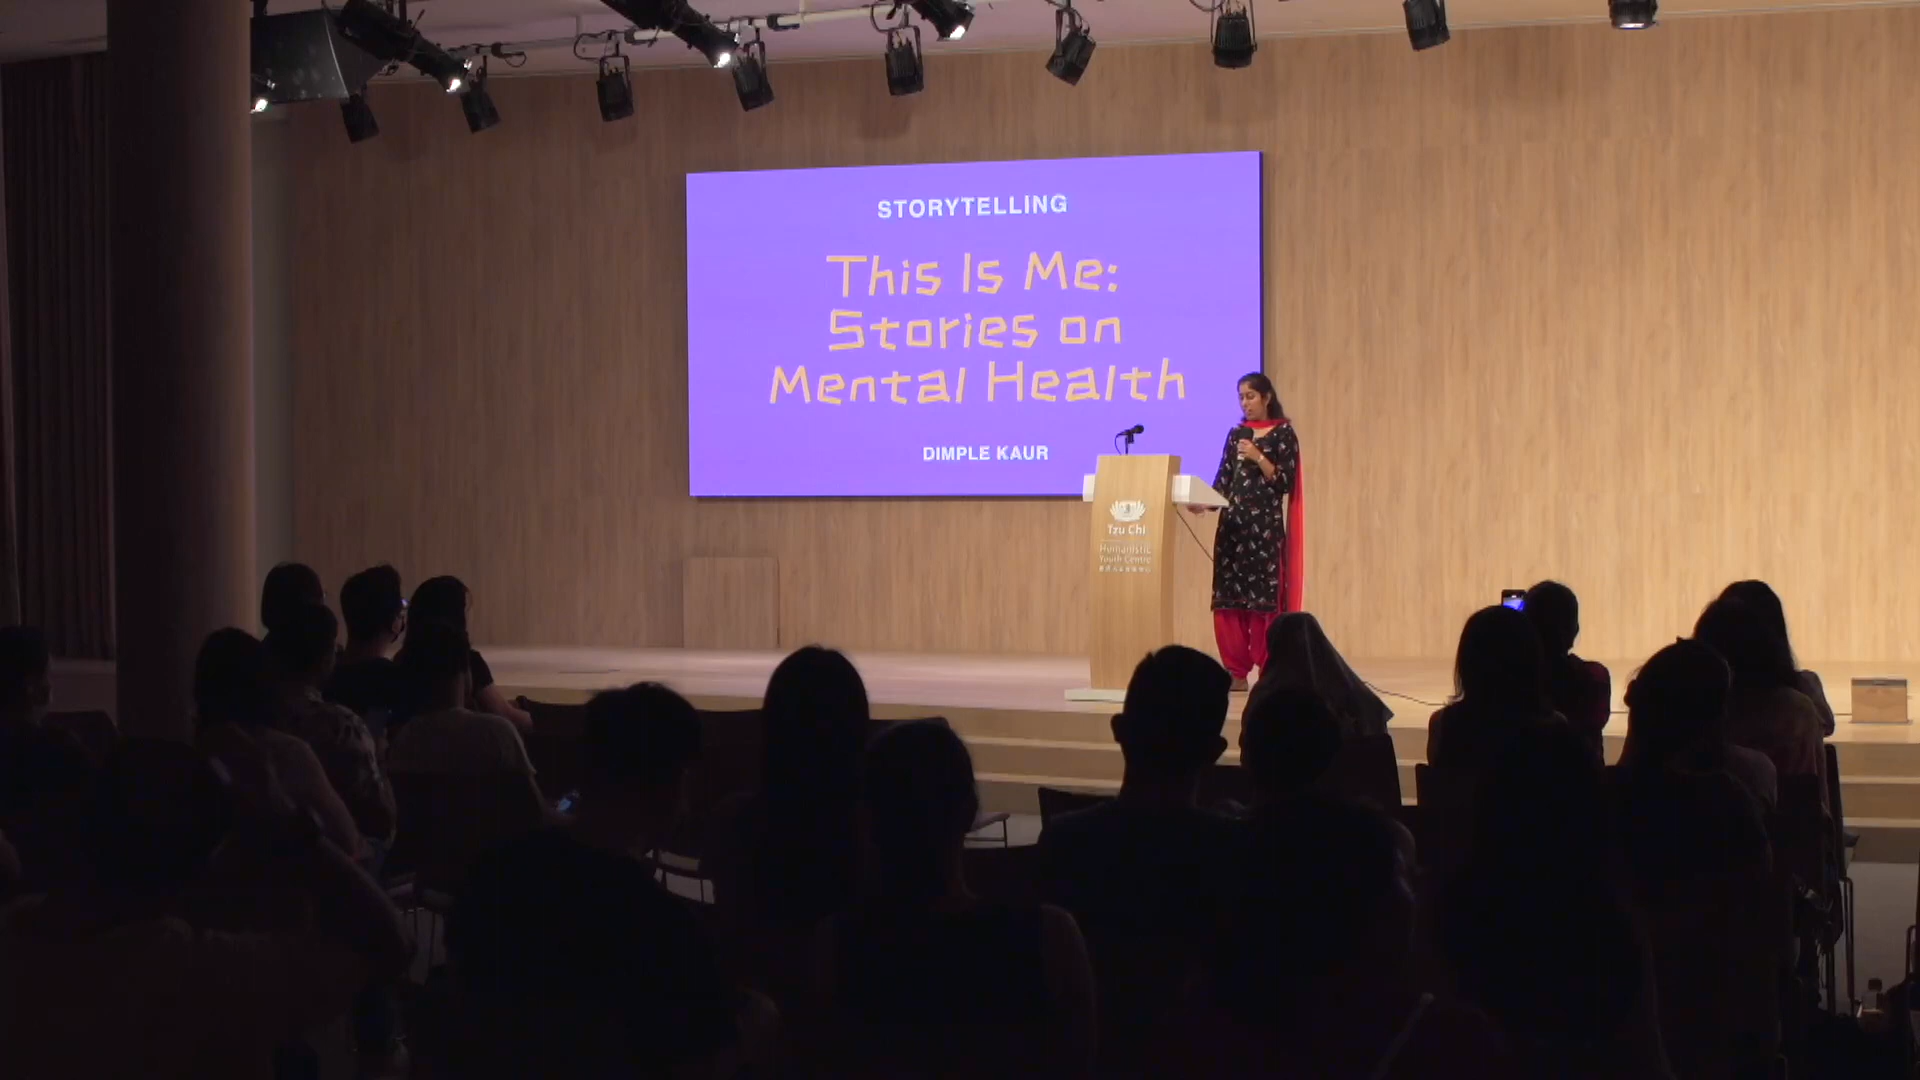 STORYTELLING
This Is Me:
Stories on
Mental Health
DIMPLE KAUR
Tzu Chi
Humanistic
Youth Centre